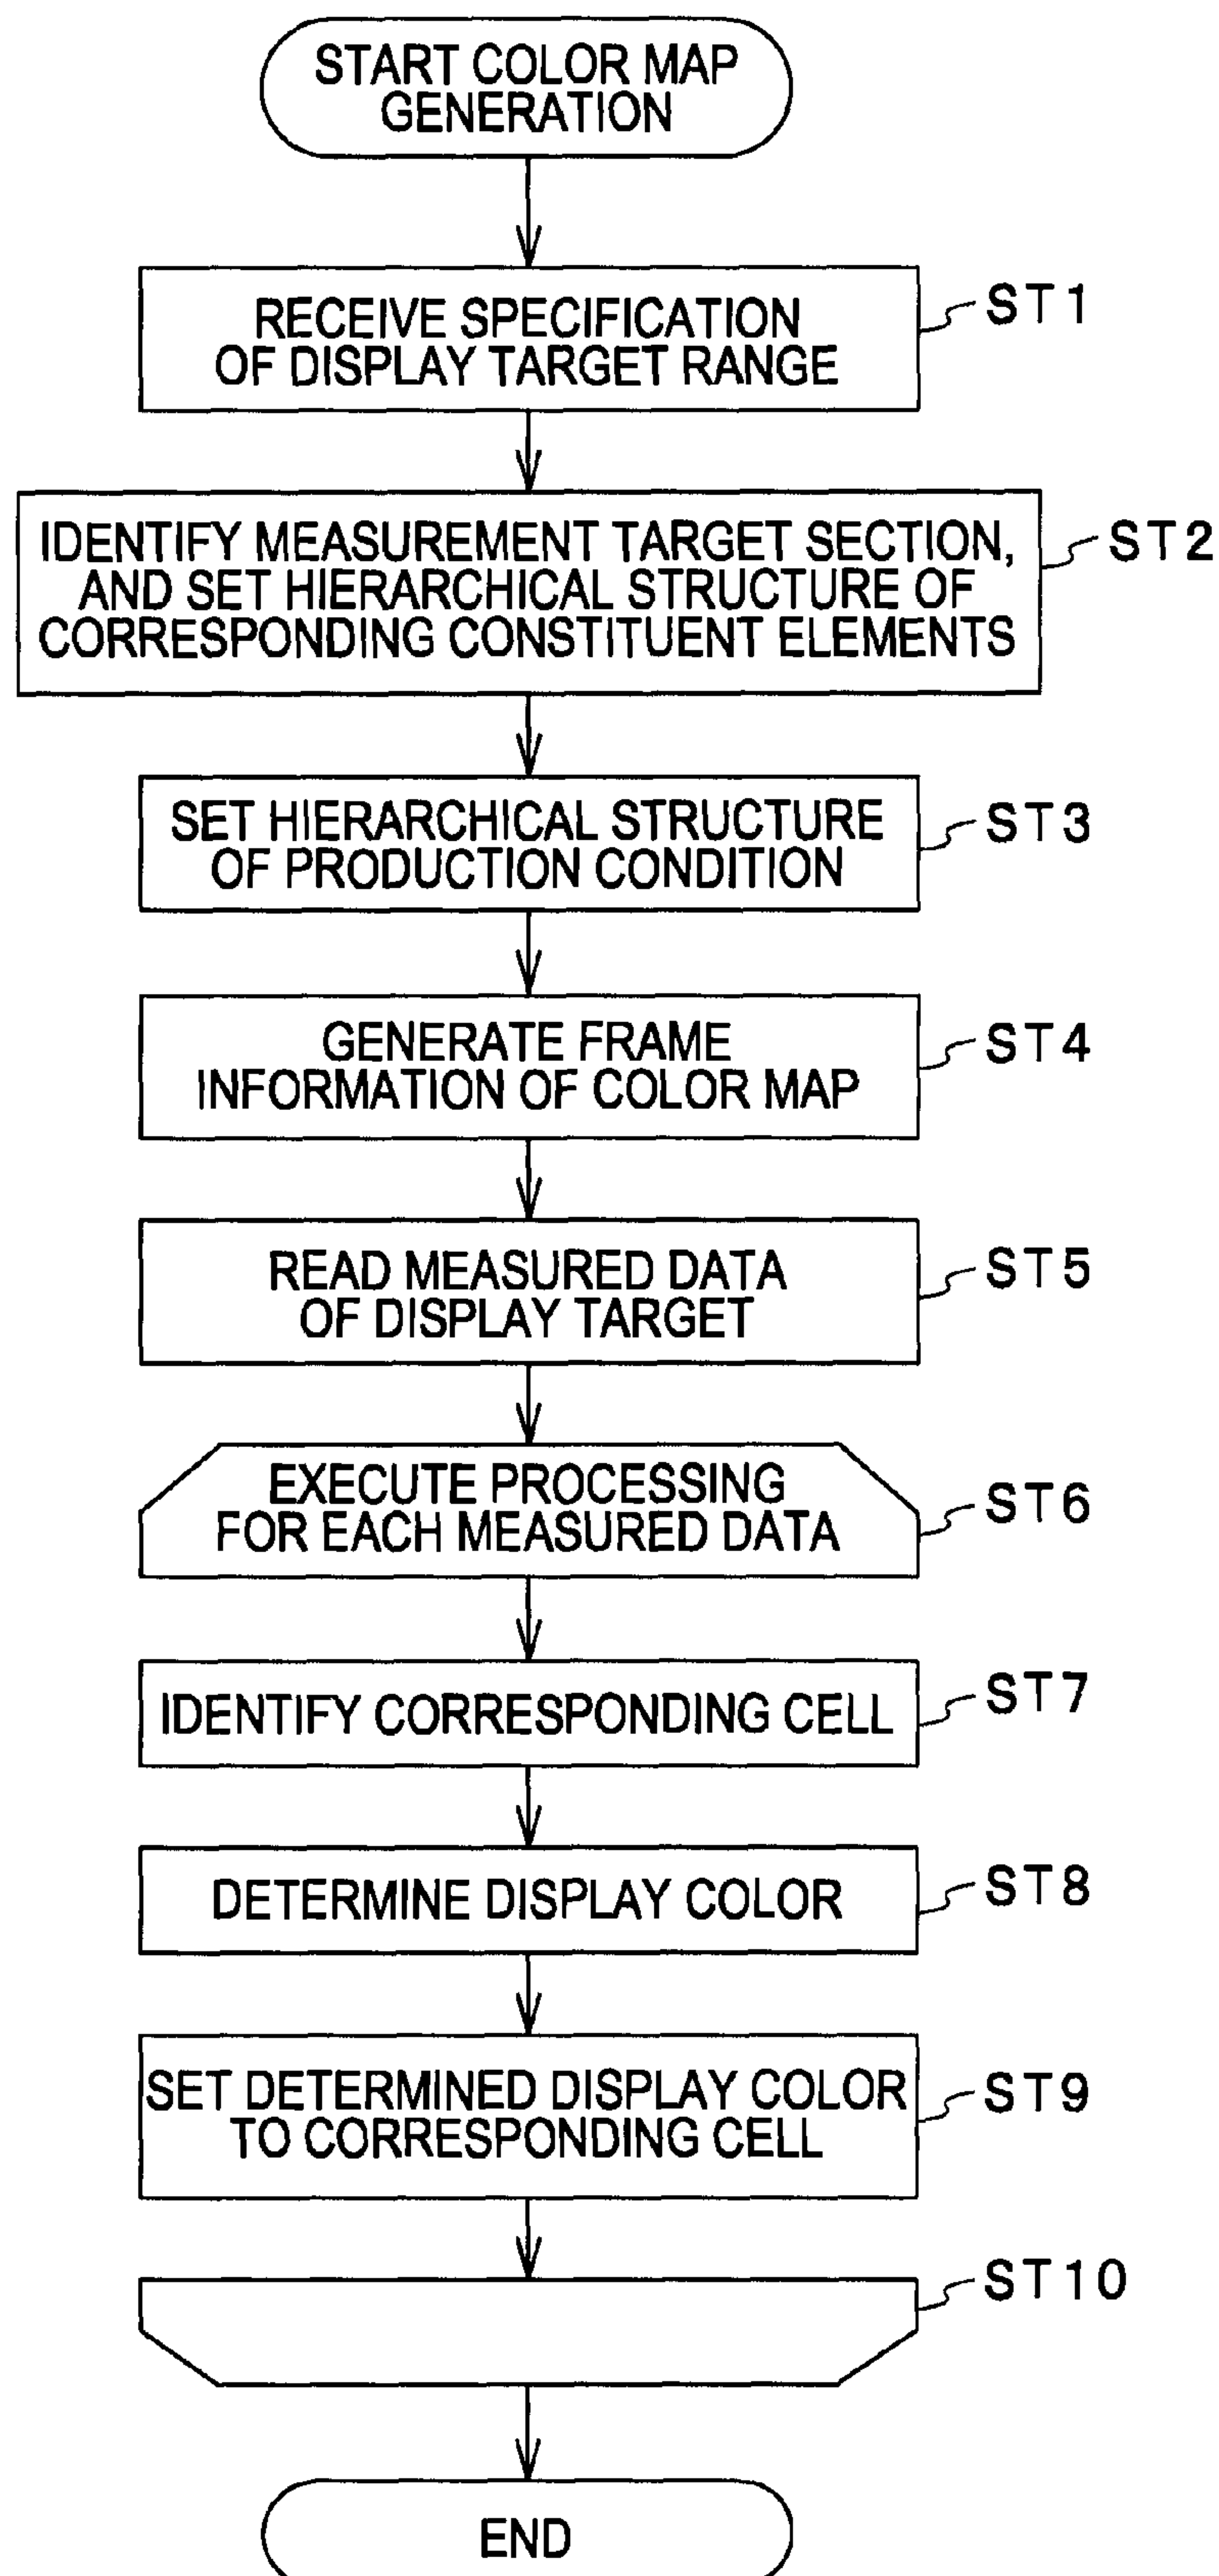 START COLOR MAP
GENERATION
RECEIVE SPECIFICATION
OF DISPLAY TARGET RANGE
ST1
IDENTIFY MEASUREMENT TARGET SECTION,
AND SET HIERARCHICAL STRUCTURE OF
CORRESPONDING CONSTITUENT ELEMENTS
ST2
SET HIERARCHICAL STRUCTURE
OF PRODUCTION CONDITION
ST3
GENERATE FRAME
INFORMATION OF COLOR MAP
ST4
READ MEASURED DATA
OF DISPLAY TARGET
ST5
EXECUTE PROCESSING
FOR EACH MEASURED DATA
ST6
IDENTIFY CORRESPONDING CELL
ST7
DETERMINE DISPLAY COLOR
ST8
SET DETERMINED DISPLAY COLOR
TO CORRESPONDING CELL
ST9
ST10
END